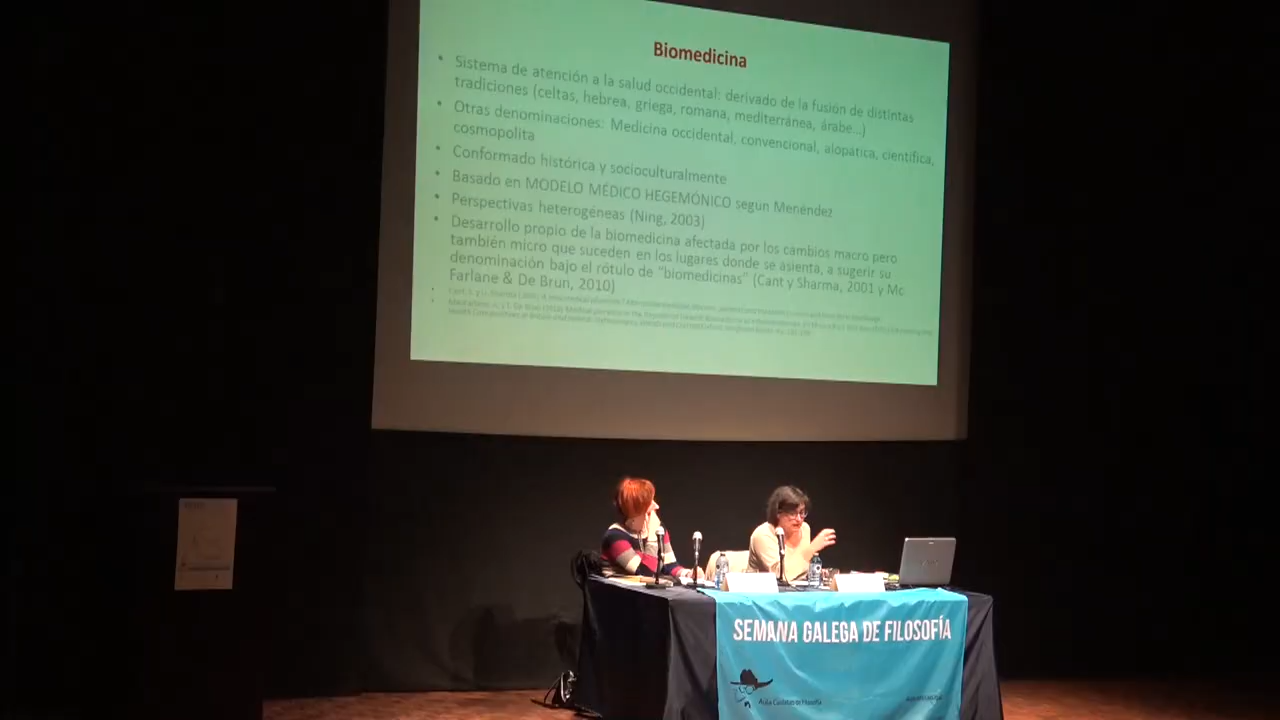 Biomedicina
• Sistema de atención a la salud occidental: derivado de la fusión de distintas
tradiciones (celtas, hebrea, griega, romana, mediterránea, árabe...)
• Otras denominaciones: Medicina occidental, convencional, alopática, científica,
cosmopolita
• Conformado histórica y socioculturalmente
• Basado en MODELO MÉDICO HEGEMÓNICO según Menéndez
• Perspectivas heterogéneas (Ning, 2003)
• Desarrollo propio de la biomedicina afectada por los cambios macro pero
también micro que suceden en los lugares donde se asienta, a sugerir su
denominación bajo el rótulo de "biomedicinas" (Cant y Sharma, 2001 y Mc
Farlane & De Brun, 2010)
SEMANA GALEGA DE FILOSOFÍA
Aula Castelao de Filosofía